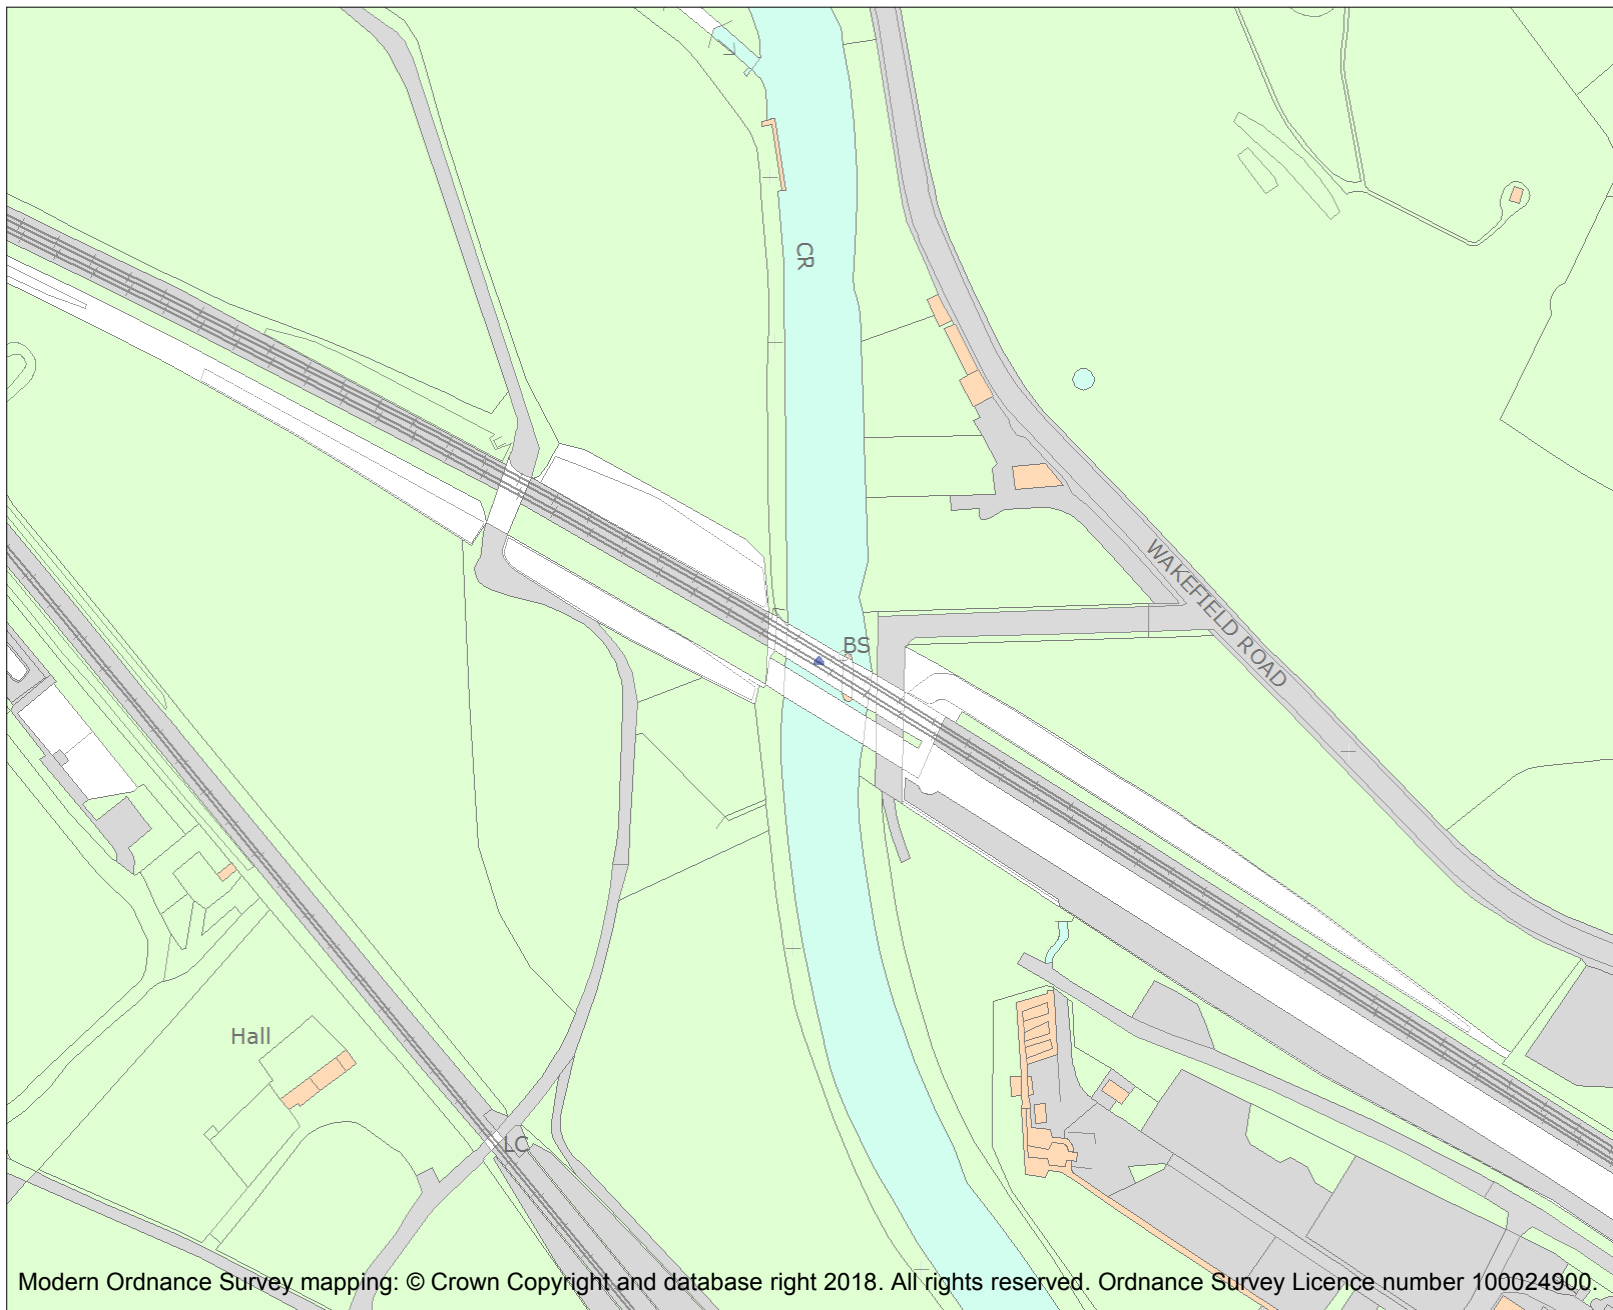 CR
WAKEFIELD ROAD
BS
Hall
LC
Modern Ordnance Survey mapping: © Crown Copyright and database right 2018. All rights reserved. Ordnance Survey Licence number 100024900.